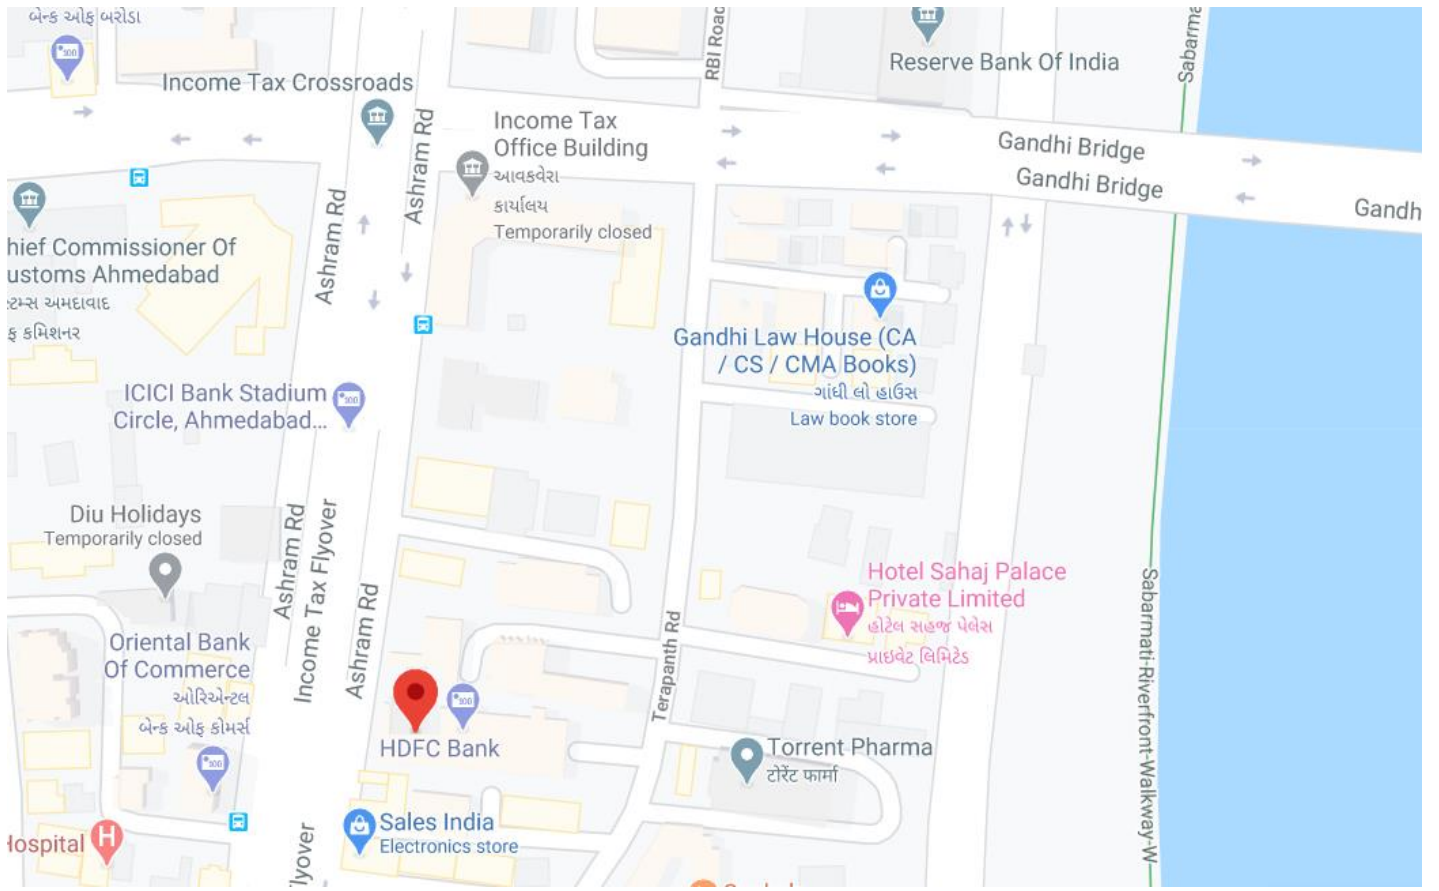 બેન્ક ઓફ બરોડા
Income Tax Crossroads
RBI Road
Reserve Bank Of India
Ashram Rd
Income Tax
Office Building
આવકવેરા
કાર્યાલય
Temporarily closed
Gandhi Bridge
Gandhi Bridge
Gandh
Sabarma
hief Commissioner Of
ustoms Ahmedabad
સ્ટમ્સ અમદાવાદ
ફ કમિશનર
Ashram Rd
Gandhi Law House (CA
/ CS / CMA Books)
ગાંધી લો હાઉસ
Law book store
ICICI Bank Stadium
Circle, Ahmedabad...
Diu Holidays
Temporarily closed
Ashram Rd
Income Tax Flyover
Ashram Rd
Hotel Sahaj Palace
Private Limited
હોટેલ સહજ પેલેસ
પ્રાઇવેટ લિમિટેડ
Oriental Bank
Of Commerce
ઓરિએન્ટલ
બેન્ક ઓફ કોમર્સ
Terapanth Rd
Sabarmati-Riverfront-Walkway-W
HDFC Bank
Torrent Pharma
ટોરેંટ ફાર્મા
Sales India
Electronics store
Hospital
H
lyover